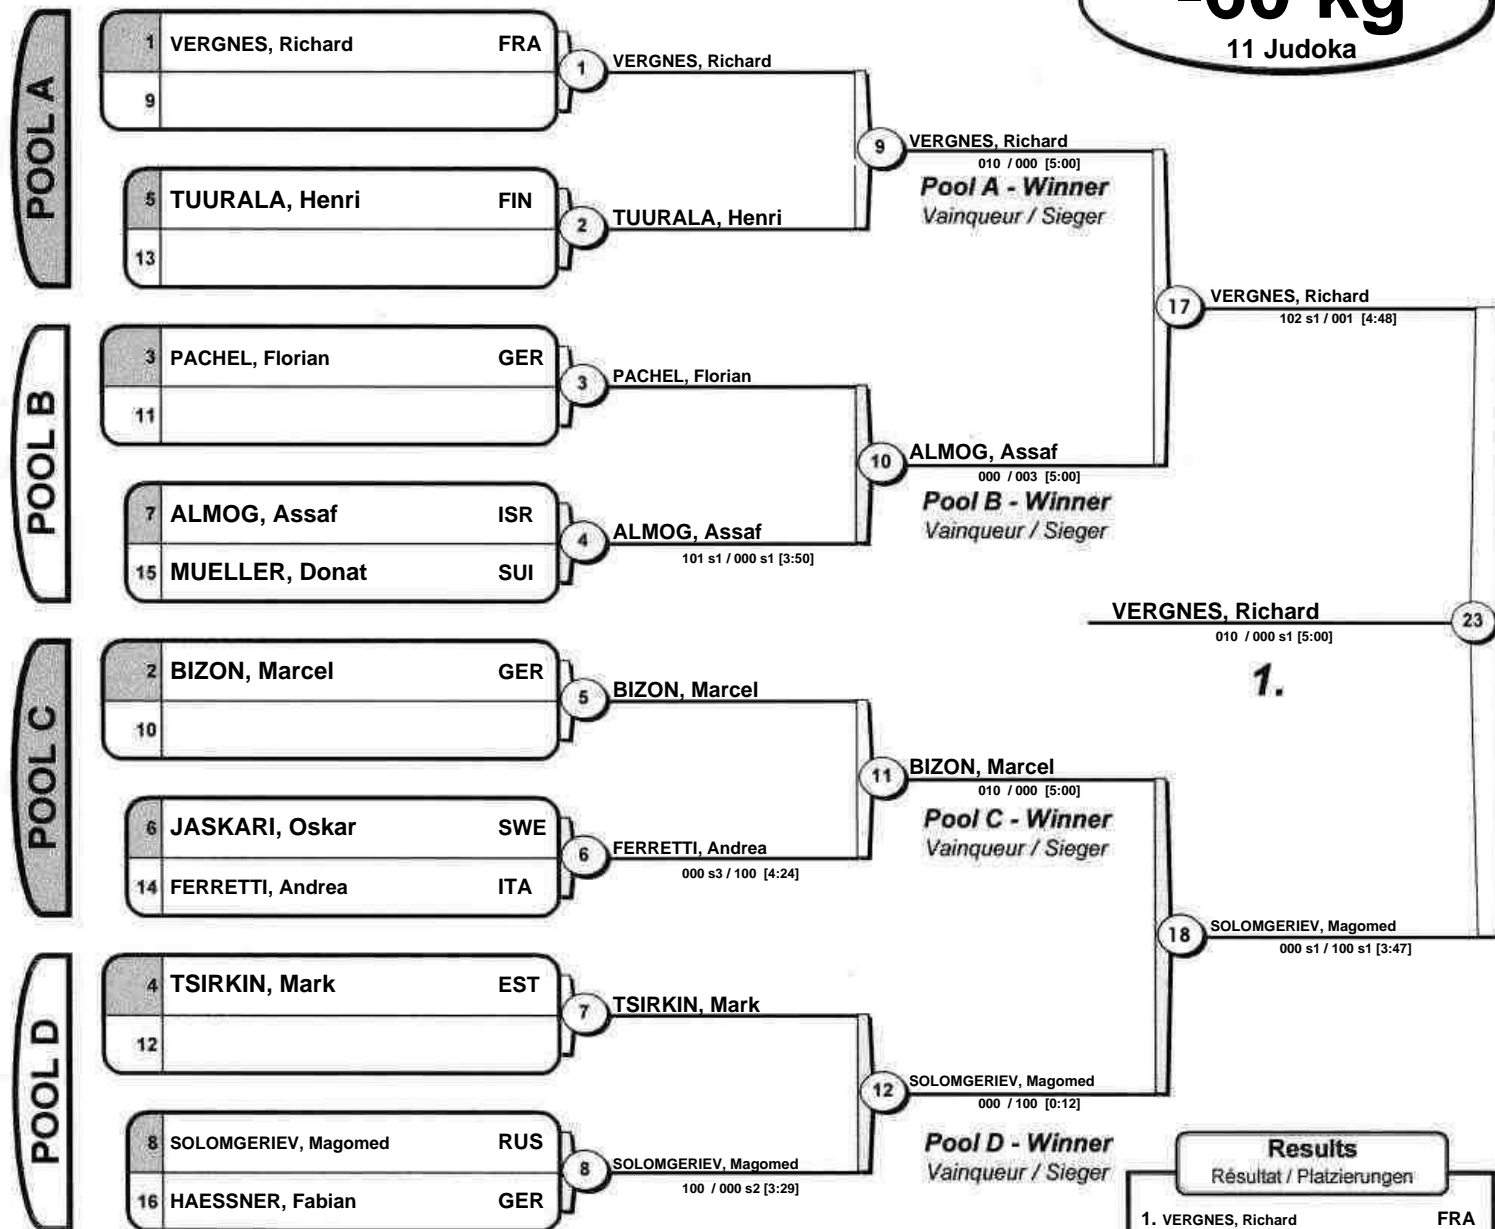 -60 kg
11 Judoka
POOL A
1 VERGNES, Richard FRA
9
1 VERGNES, Richard
5 TUURALA, Henri FIN
13
2 TUURALA, Henri
9 VERGNES, Richard
010 / 000 [5:00]
Pool A - Winner
Vainqueur / Sieger
POOL B
3 PACHEL, Florian GER
11
3 PACHEL, Florian
7 ALMOG, Assaf ISR
15 MUELLER, Donat SUI
4 ALMOG, Assaf
101 s1 / 000 s1 [3:50]
10 ALMOG, Assaf
000 / 003 [5:00]
Pool B - Winner
Vainqueur / Sieger
17 VERGNES, Richard
102 s1 / 001 [4:48]
VERGNES, Richard 23
010 / 000 s1 [5:00]
1.
POOL C
2 BIZON, Marcel GER
10
5 BIZON, Marcel
6 JASKARI, Oskar SWE
14 FERRETTI, Andrea ITA
6 FERRETTI, Andrea
000 s3 / 100 [4:24]
11 BIZON, Marcel
010 / 000 [5:00]
Pool C - Winner
Vainqueur / Sieger
18 SOLOMGERIEV, Magomed
000 s1 / 100 s1 [3:47]
POOL D
4 TSIRKIN, Mark EST
12
7 TSIRKIN, Mark
8 SOLOMGERIEV, Magomed RUS
16 HAESSNER, Fabian GER
8 SOLOMGERIEV, Magomed
100 / 000 s2 [3:29]
12 SOLOMGERIEV, Magomed
000 / 100 [0:12]
Pool D - Winner
Vainqueur / Sieger
Results
Résultat / Platzierungen
1. VERGNES, Richard FRA